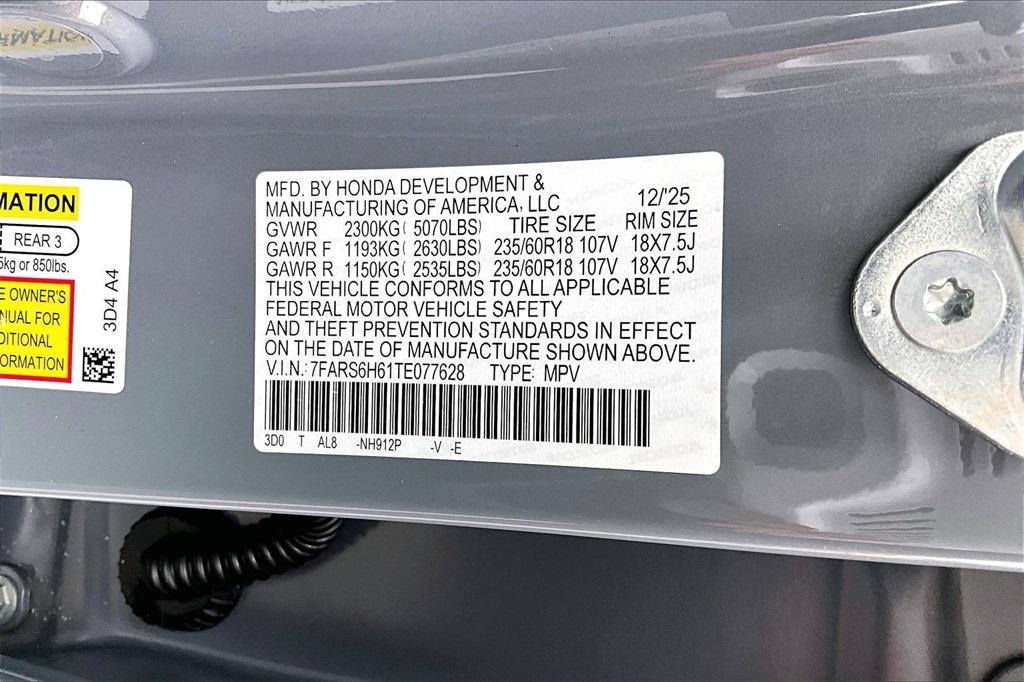 MATION
REAR 3
5kg or 850lbs.
E OWNER'S
NUAL FOR
DITIONAL
ORMATION
3D4 A4
MFD. BY HONDA DEVELOPMENT &
MANUFACTURING OF AMERICA, LLC 12/'25
GVWR 2300KG( 5070LBS) TIRE SIZE RIM SIZE
GAWR F 1193KG( 2630LBS) 235/60R18 107V 18X7.5J
GAWR R 1150KG( 2535LBS) 235/60R18 107V 18X7.5J
THIS VEHICLE CONFORMS TO ALL APPLICABLE
FEDERAL MOTOR VEHICLE SAFETY
AND THEFT PREVENTION STANDARDS IN EFFECT
ON THE DATE OF MANUFACTURE SHOWN ABOVE.
V.I.N.: 7FARS6H61TE077628 TYPE: MPV
3D0 T AL8 -NH912P -V -E